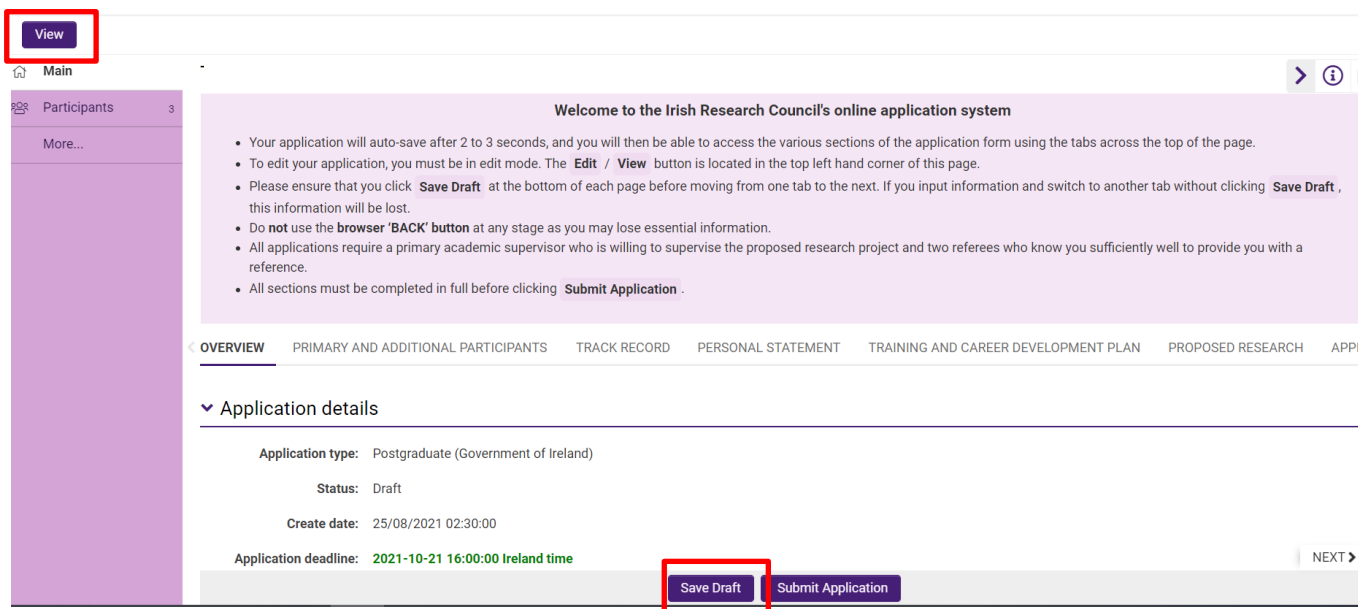 View
Main
Participants 3
More...
-
Welcome to the Irish Research Council's online application system
• Your application will auto-save after 2 to 3 seconds, and you will then be able to access the various sections of the application form using the tabs across the top of the page.
• To edit your application, you must be in edit mode. The Edit / View button is located in the top left hand corner of this page.
• Please ensure that you click Save Draft at the bottom of each page before moving from one tab to the next. If you input information and switch to another tab without clicking Save Draft ,
this information will be lost.
• Do not use the browser ‘BACK’ button at any stage as you may lose essential information.
• All applications require a primary academic supervisor who is willing to supervise the proposed research project and two referees who know you sufficiently well to provide you with a
reference.
• All sections must be completed in full before clicking Submit Application .
OVERVIEW PRIMARY AND ADDITIONAL PARTICIPANTS TRACK RECORD PERSONAL STATEMENT TRAINING AND CAREER DEVELOPMENT PLAN PROPOSED RESEARCH APP
Application details
Application type: Postgraduate (Government of Ireland)
Status: Draft
Create date: 25/08/2021 02:30:00
Application deadline: 2021-10-21 16:00:00 Ireland time
NEXT
Save Draft Submit Application